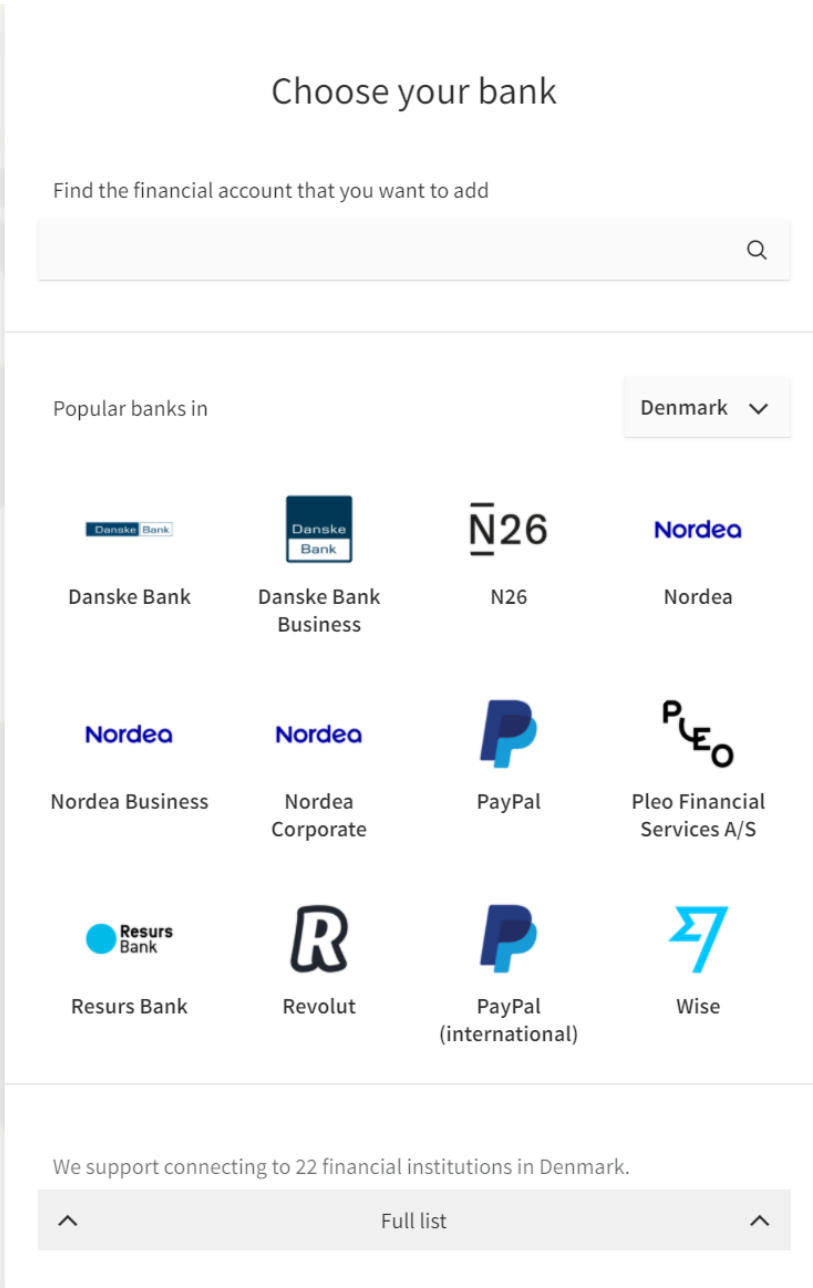 Choose your bank
Find the financial account that you want to add
Popular banks in
Denmark
Danske Bank
Danske
Bank
N26
Nordea
Danske Bank
Danske Bank
Business
N26
Nordea
Nordea
Nordea
PLEO
Nordea Business
Nordea
Corporate
PayPal
Pleo Financial
Services A/S
Resurs
Bank
R
Resurs Bank
Revolut
PayPal
(international)
Wise
We support connecting to 22 financial institutions in Denmark.
Full list